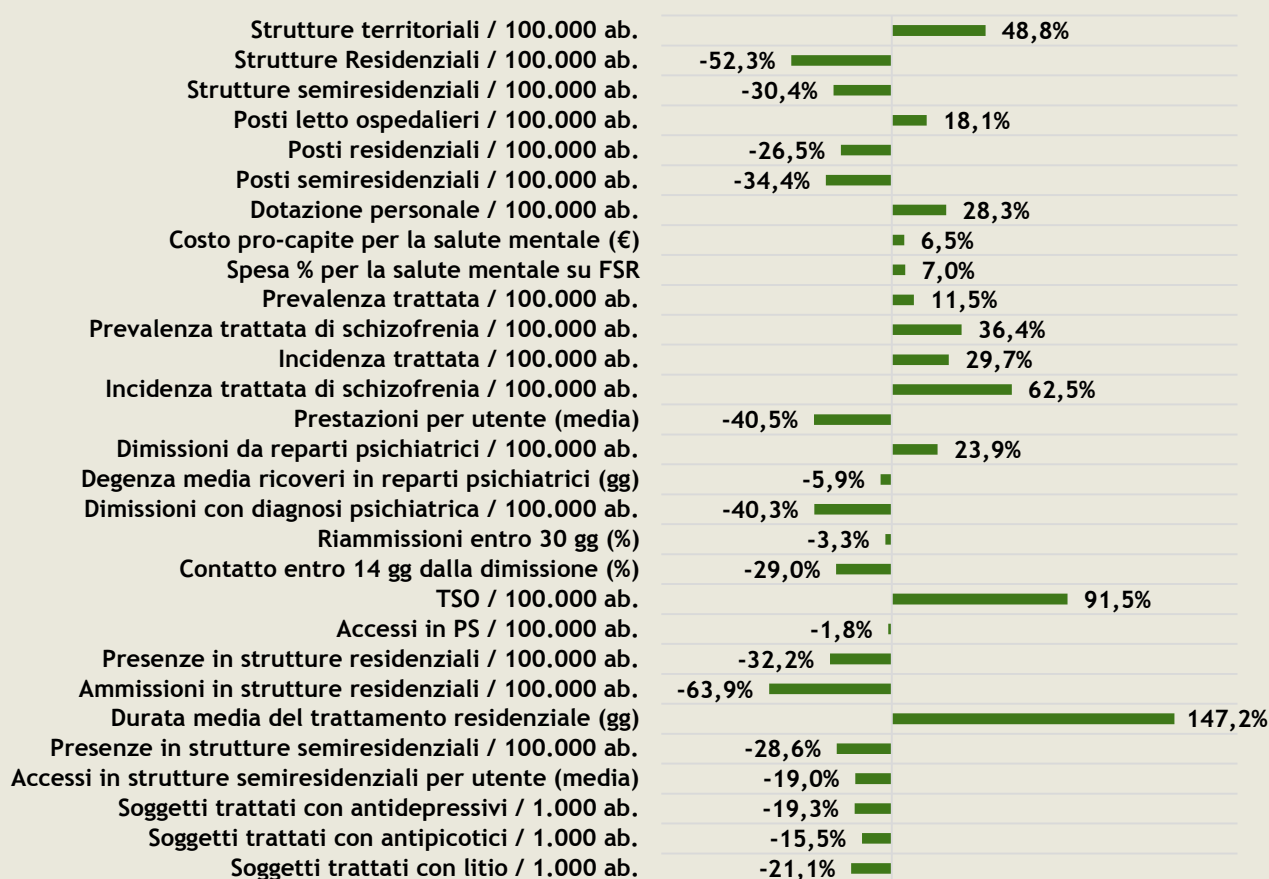 Strutture territoriali / 100.000 ab. 48,8%
Strutture Residenziali / 100.000 ab. -52,3%
Strutture semiresidenziali / 100.000 ab. -30,4%
Posti letto ospedalieri / 100.000 ab. 18,1%
Posti residenziali / 100.000 ab. -26,5%
Posti semiresidenziali / 100.000 ab. -34,4%
Dotazione personale / 100.000 ab. 28,3%
Costo pro-capite per la salute mentale (€) 6,5%
Spesa % per la salute mentale su FSR 7,0%
Prevalenza trattata / 100.000 ab. 11,5%
Prevalenza trattata di schizofrenia / 100.000 ab. 36,4%
Incidenza trattata / 100.000 ab. 29,7%
Incidenza trattata di schizofrenia / 100.000 ab. 62,5%
Prestazioni per utente (media) -40,5%
Dimissioni da reparti psichiatrici / 100.000 ab. 23,9%
Degenza media ricoveri in reparti psichiatrici (gg) -5,9%
Dimissioni con diagnosi psichiatrica / 100.000 ab. -40,3%
Riammissioni entro 30 gg (%) -3,3%
Contatto entro 14 gg dalla dimissione (%) -29,0%
TSO / 100.000 ab. 91,5%
Accessi in PS / 100.000 ab. -1,8%
Presenze in strutture residenziali / 100.000 ab. -32,2%
Ammissioni in strutture residenziali / 100.000 ab. -63,9%
Durata media del trattamento residenziale (gg) 147,2%
Presenze in strutture semiresidenziali / 100.000 ab. -28,6%
Accessi in strutture semiresidenziali per utente (media) -19,0%
Soggetti trattati con antidepressivi / 1.000 ab. -19,3%
Soggetti trattati con antipicotici / 1.000 ab. -15,5%
Soggetti trattati con litio / 1.000 ab. -21,1%